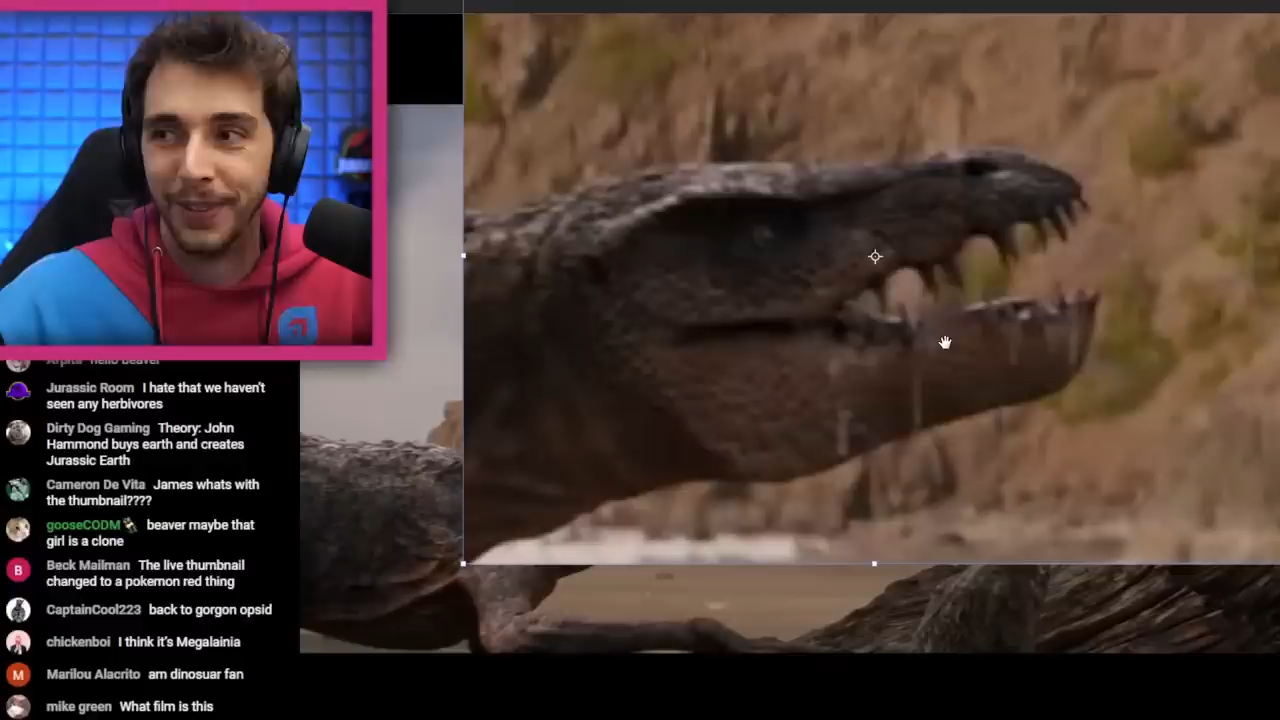 hello beaver
Jurassic Room I hate that we haven't
seen any herbivores
Dirty Dog Gaming Theory: John
Hammond buys earth and creates
Jurassic Earth
Cameron De Vita James whats with
the thumbnail????
gooseCODM beaver maybe that
girl is a clone
B Beck Mailman The live thumbnail
changed to a pokemon red thing
CaptainCool223 back to gorgon opsid
chickenboi I think it's Megalainia
M Marilou Alacrito am dinosuar fan
mike green What film is this